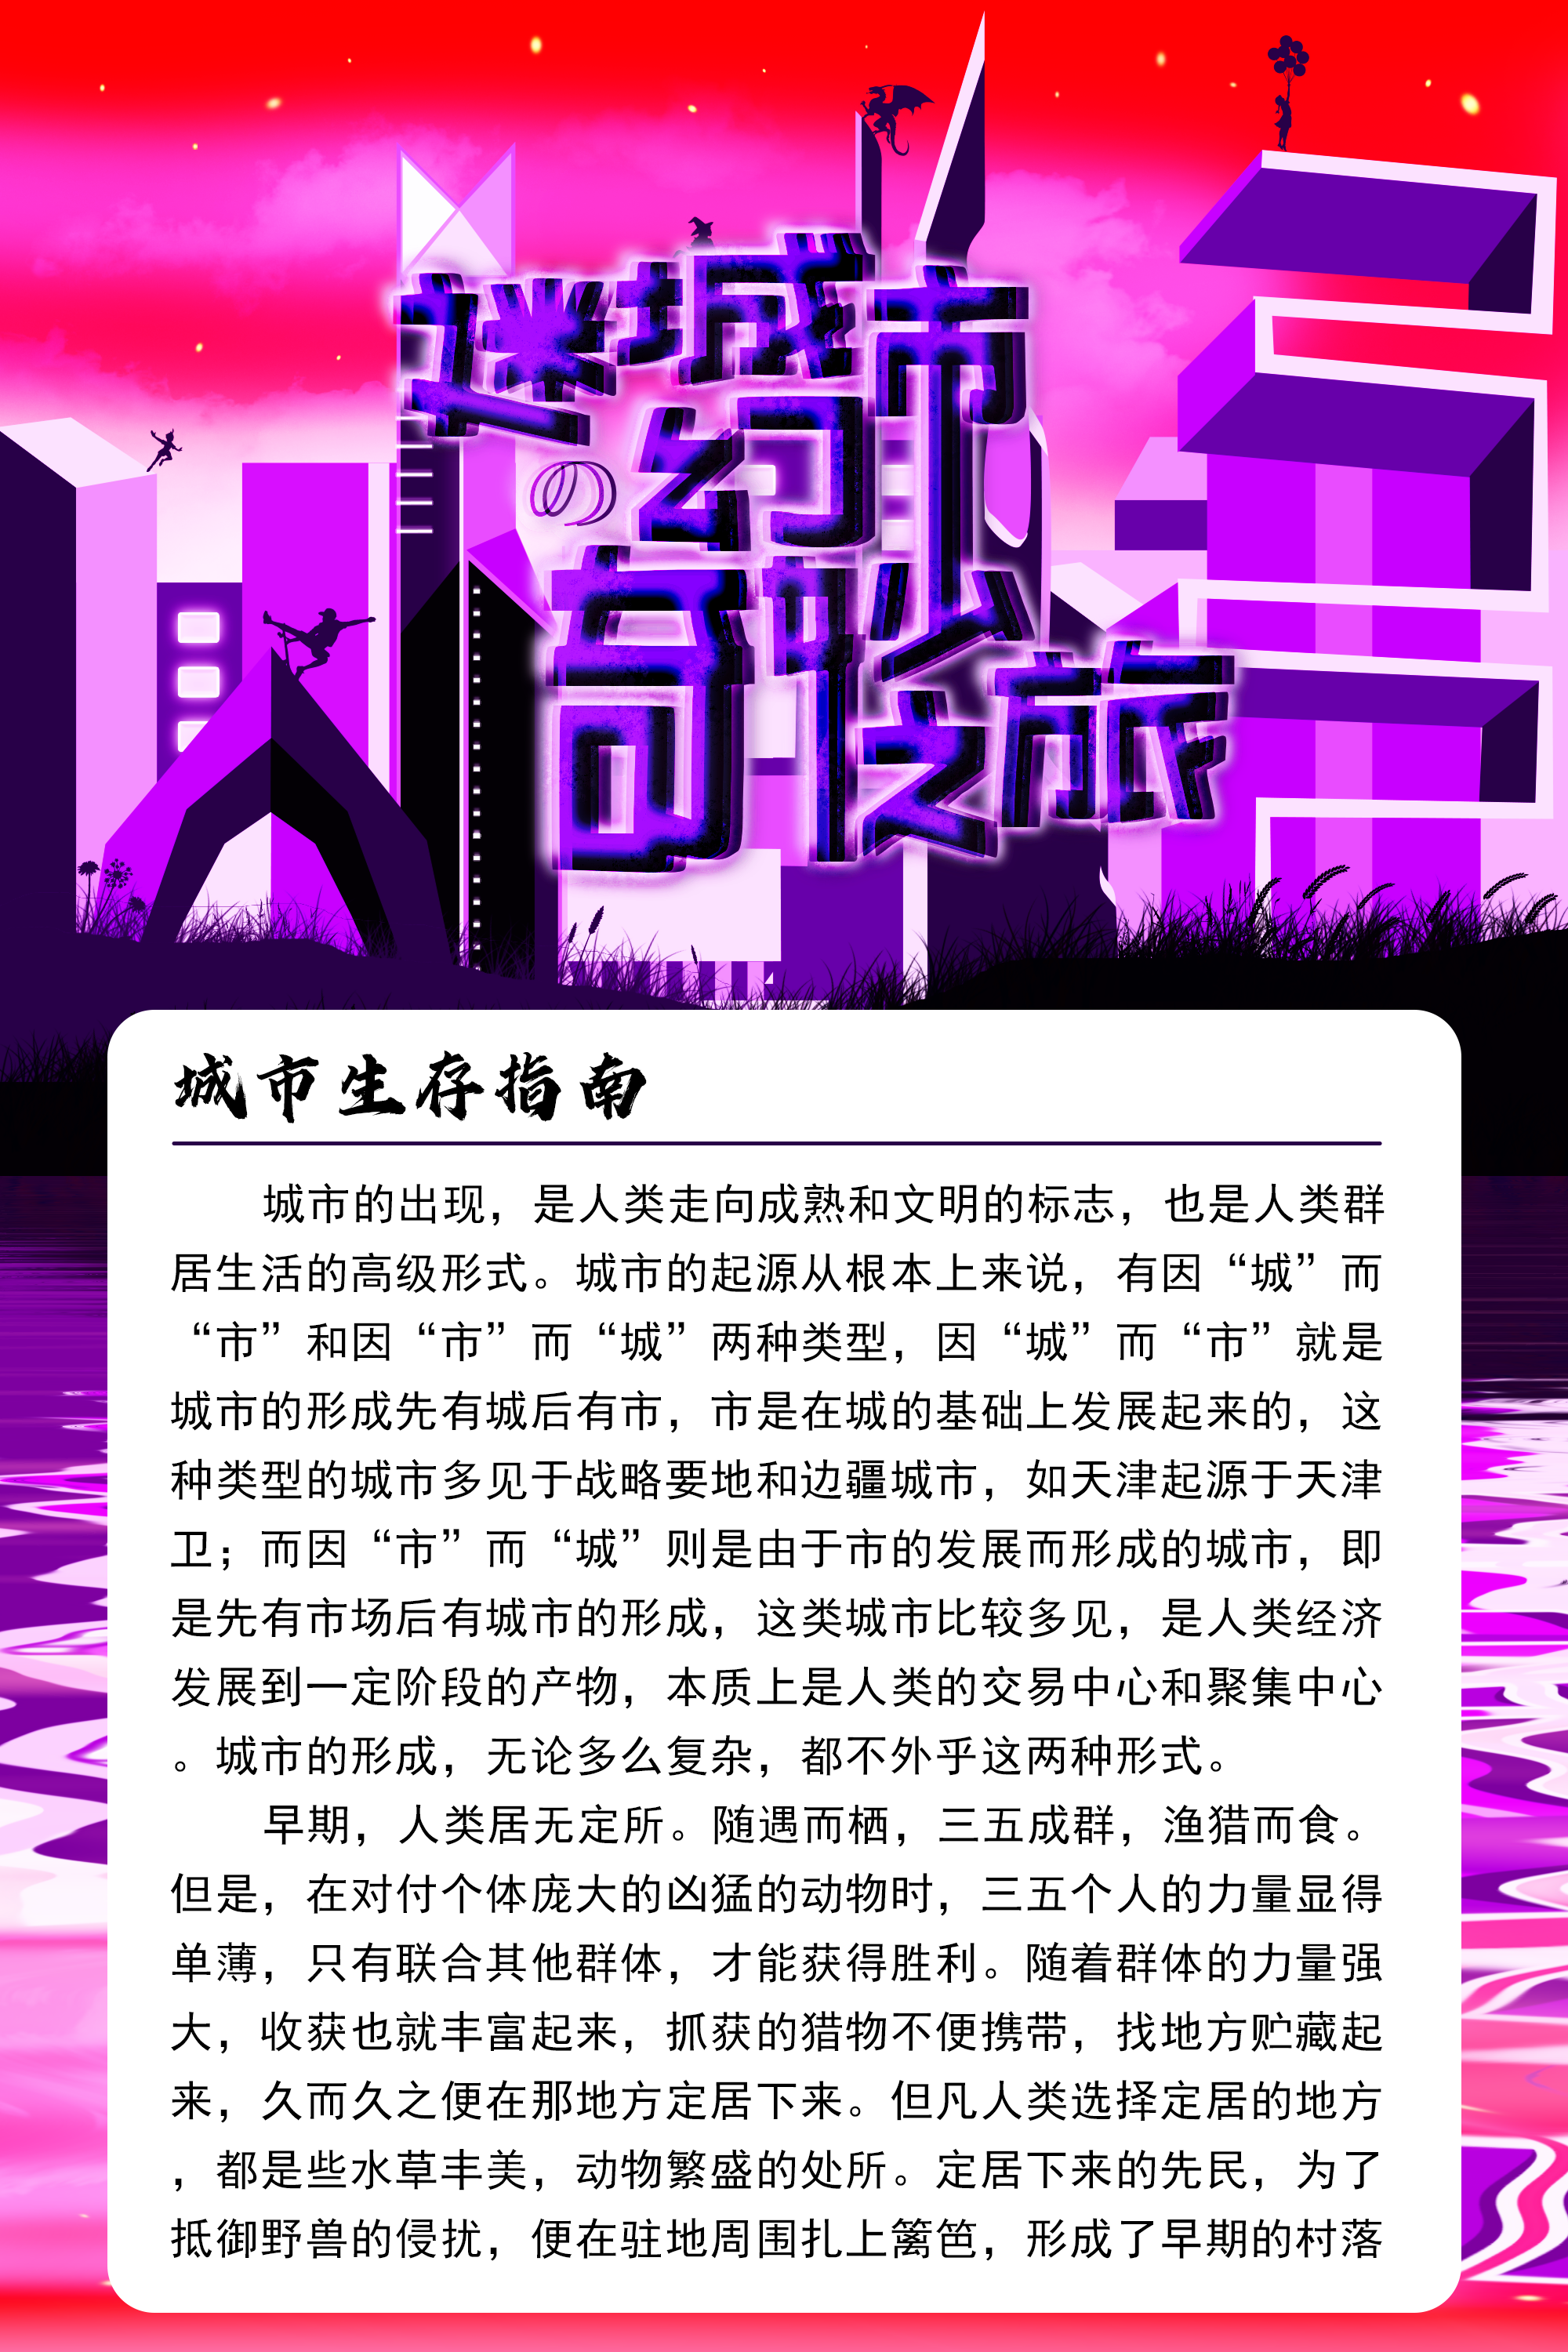 迷城市
の幻
奇妙之旅
城市生存指南
城市的出现，是人类走向成熟和文明的标志，也是人类群
居生活的高级形式。城市的起源从根本上来说，有因“城”而
“市”和因“市”而“城”两种类型，因“城”而“市”就是
城市的形成先有城后有市，市是在城的基础上发展起来的，这
种类型的城市多见于战略要地和边疆城市，如天津起源于天津
卫；而因“市”而“城”则是由于市的发展而形成的城市，即
是先有市场后有城市的形成，这类城市比较多见，是人类经济
发展到一定阶段的产物，本质上是人类的交易中心和聚集中心
。城市的形成，无论多么复杂，都不外乎这两种形式。
早期，人类居无定所。随遇而栖，三五成群，渔猎而食。
但是，在对付个体庞大的凶猛的动物时，三五个人的力量显得
单薄，只有联合其他群体，才能获得胜利。随着群体的力量强
大，收获也就丰富起来，抓获的猎物不便携带，找地方贮藏起
来，久而久之便在那地方定居下来。但凡人类选择定居的地方
，都是些水草丰美，动物繁盛的处所。定居下来的先民，为了
抵御野兽的侵扰，便在驻地周围扎上篱笆，形成了早期的村落